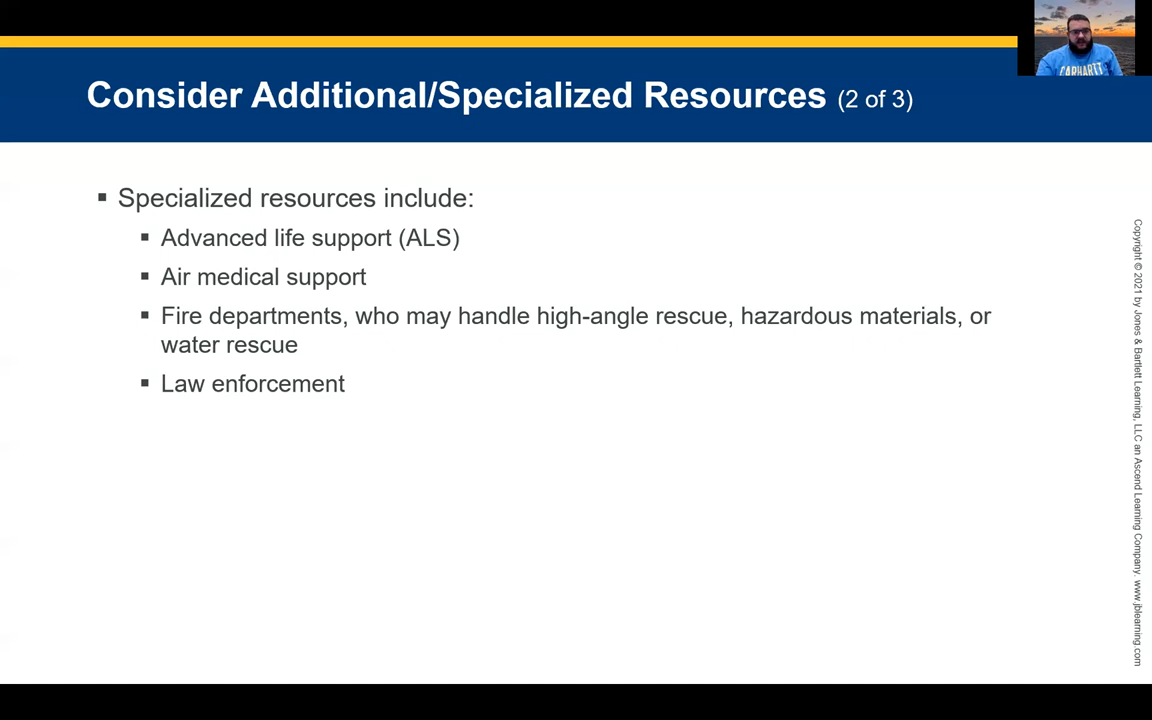 Consider Additional/Specialized Resources (2 of 3)
▪ Specialized resources include:
▪ Advanced life support (ALS)
▪ Air medical support
▪ Fire departments, who may handle high-angle rescue, hazardous materials, or
water rescue
▪ Law enforcement
Copyright © 2021 by Jones & Bartlett Learning, LLC an Ascend Learning Company. www.jblearning.com
CARHARTT